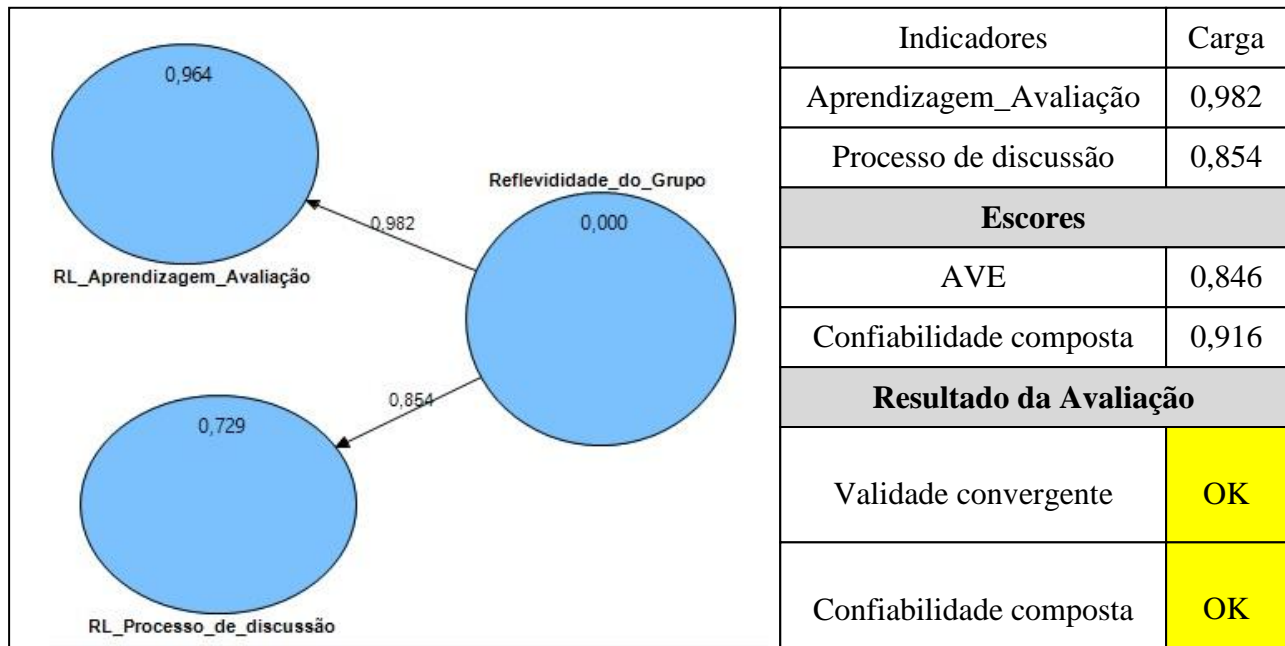 0,964
Reflevididade_do_Grupo
0,982
0,000
RL_Aprendizagem_Avaliação
0,854
0,729
RL_Processo_de_discussão
Indicadores Carga
Aprendizagem_Avaliação 0,982
Processo de discussão 0,854
Escores
AVE 0,846
Confiabilidade composta 0,916
Resultado da Avaliação
Validade convergente OK
Confiabilidade composta OK